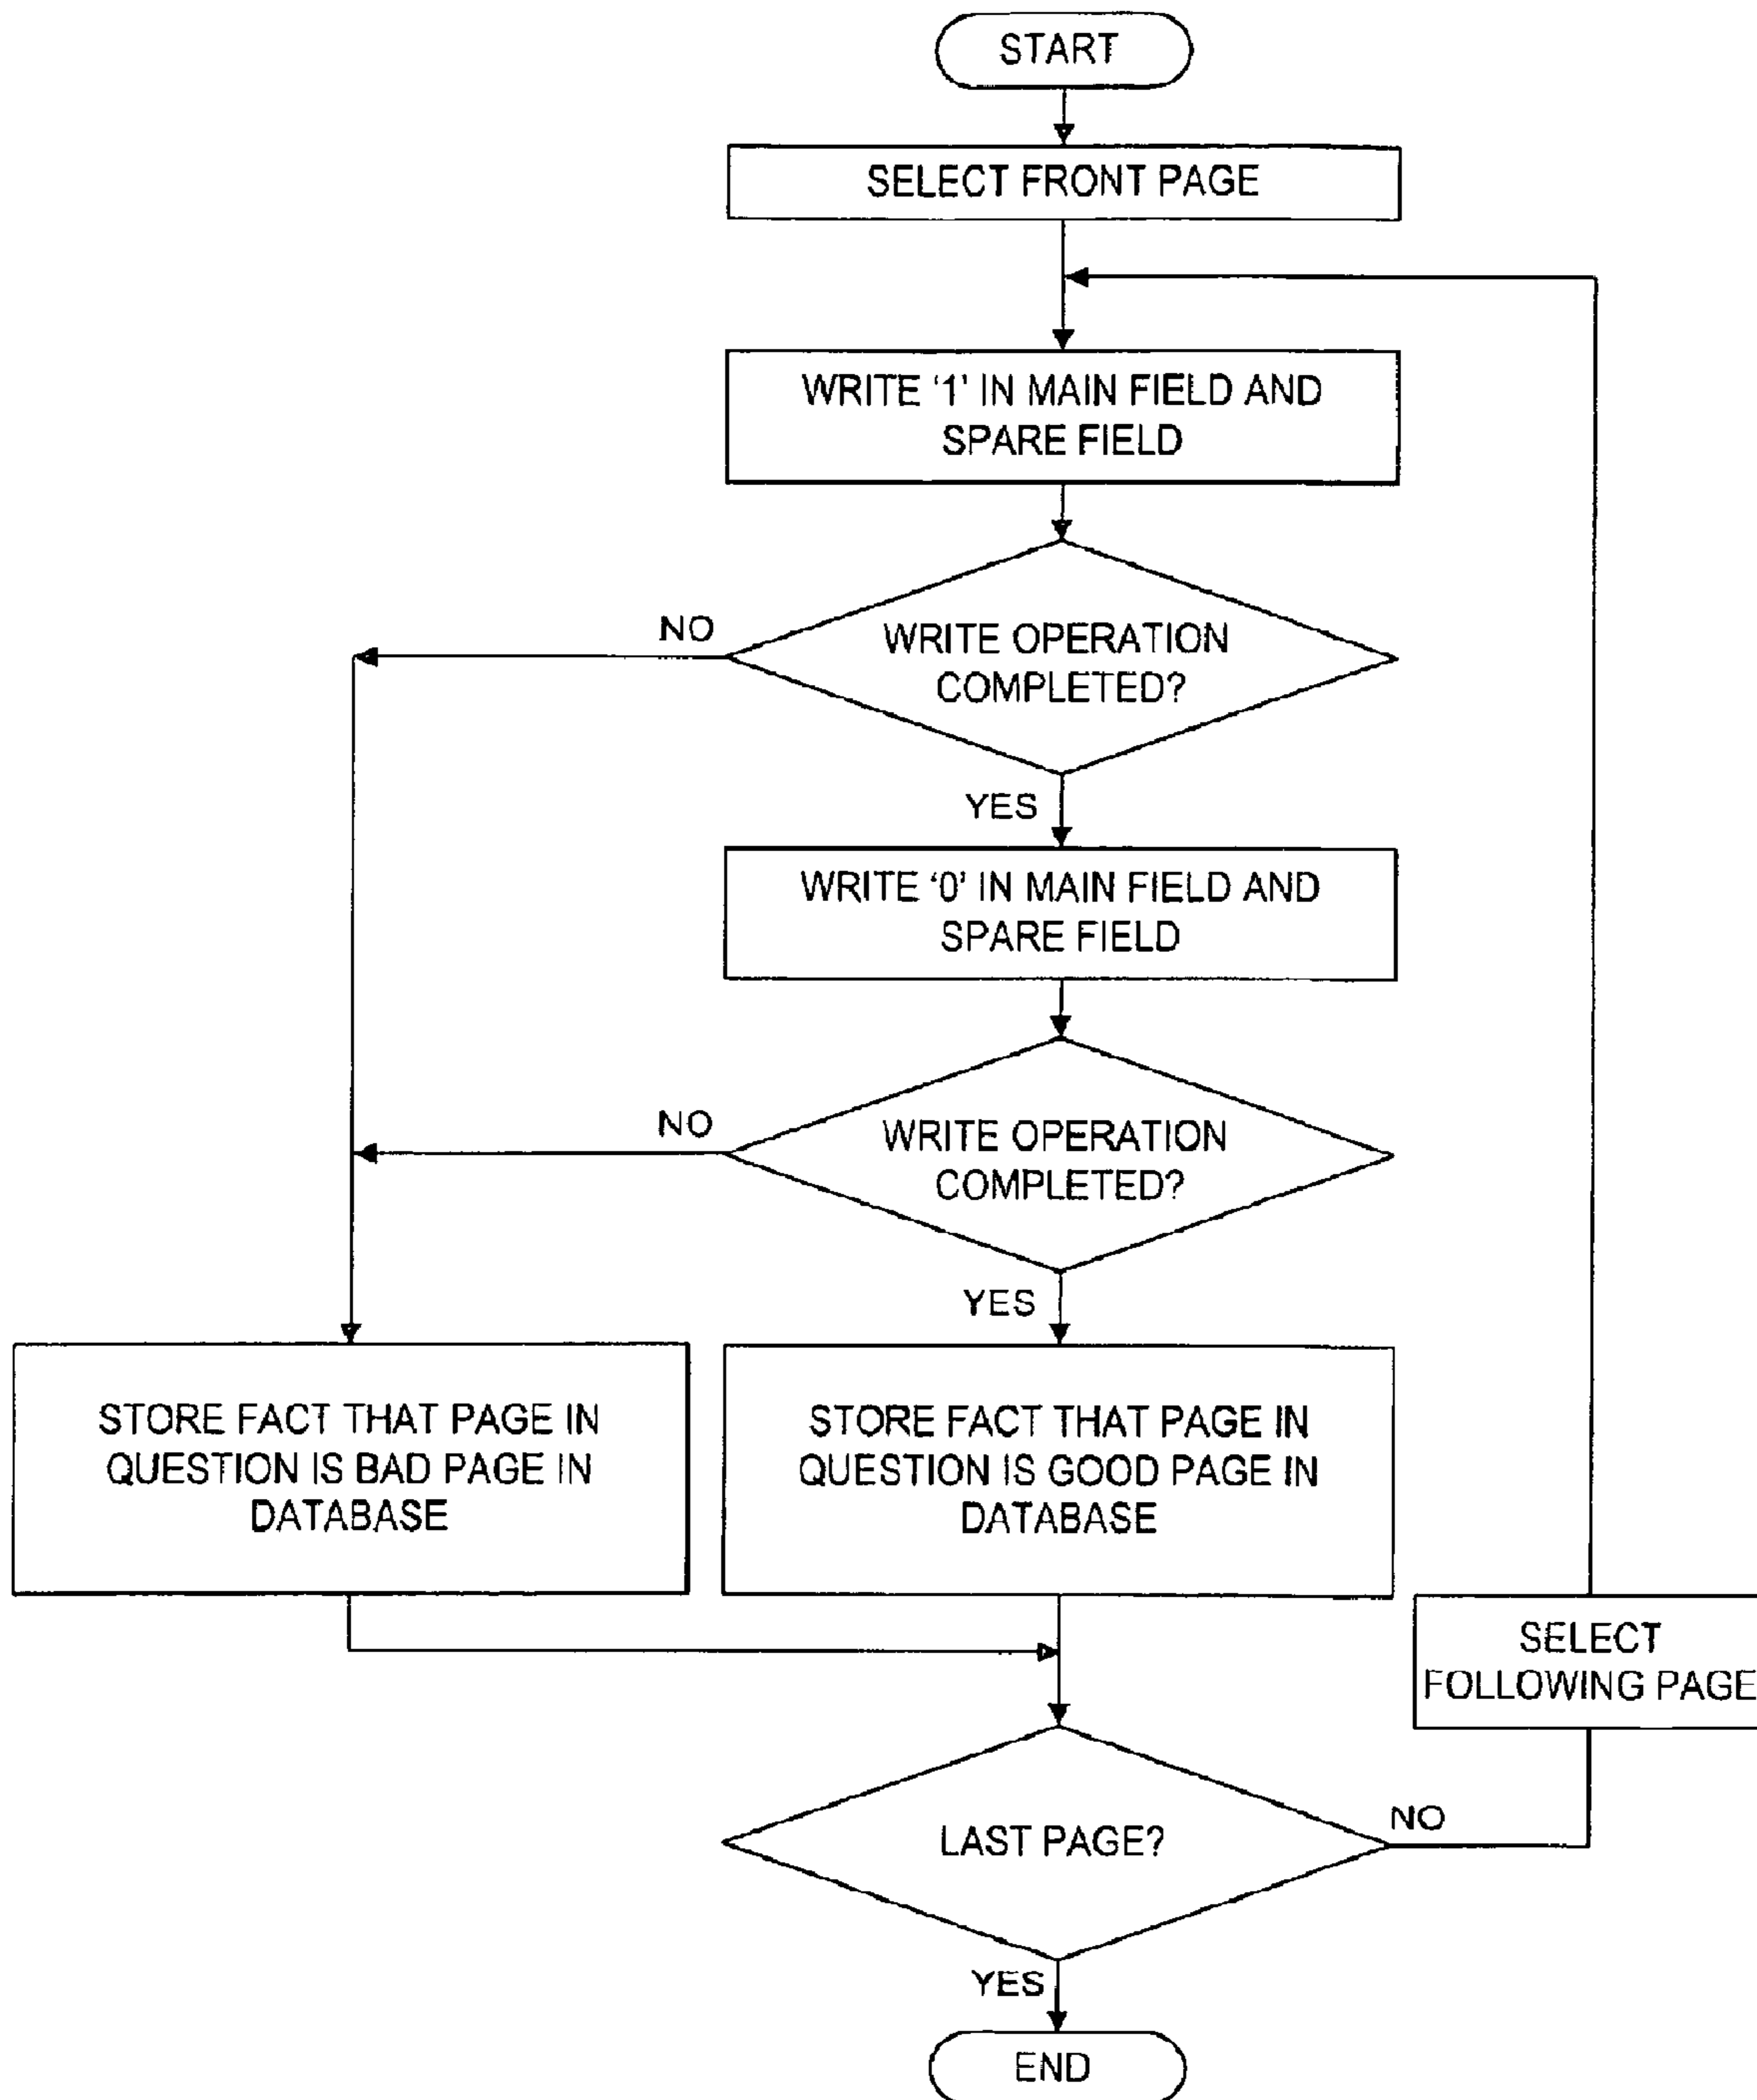 START
SELECT FRONT PAGE
WRITE ‘1’ IN MAIN FIELD AND
SPARE FIELD
NO
WRITE OPERATION
COMPLETED?
YES
WRITE ‘0’ IN MAIN FIELD AND
SPARE FIELD
NO
WRITE OPERATION
COMPLETED?
YES
STORE FACT THAT PAGE IN
QUESTION IS BAD PAGE IN
DATABASE
STORE FACT THAT PAGE IN
QUESTION IS GOOD PAGE IN
DATABASE
SELECT
FOLLOWING PAGE
LAST PAGE?
NO
YES
END